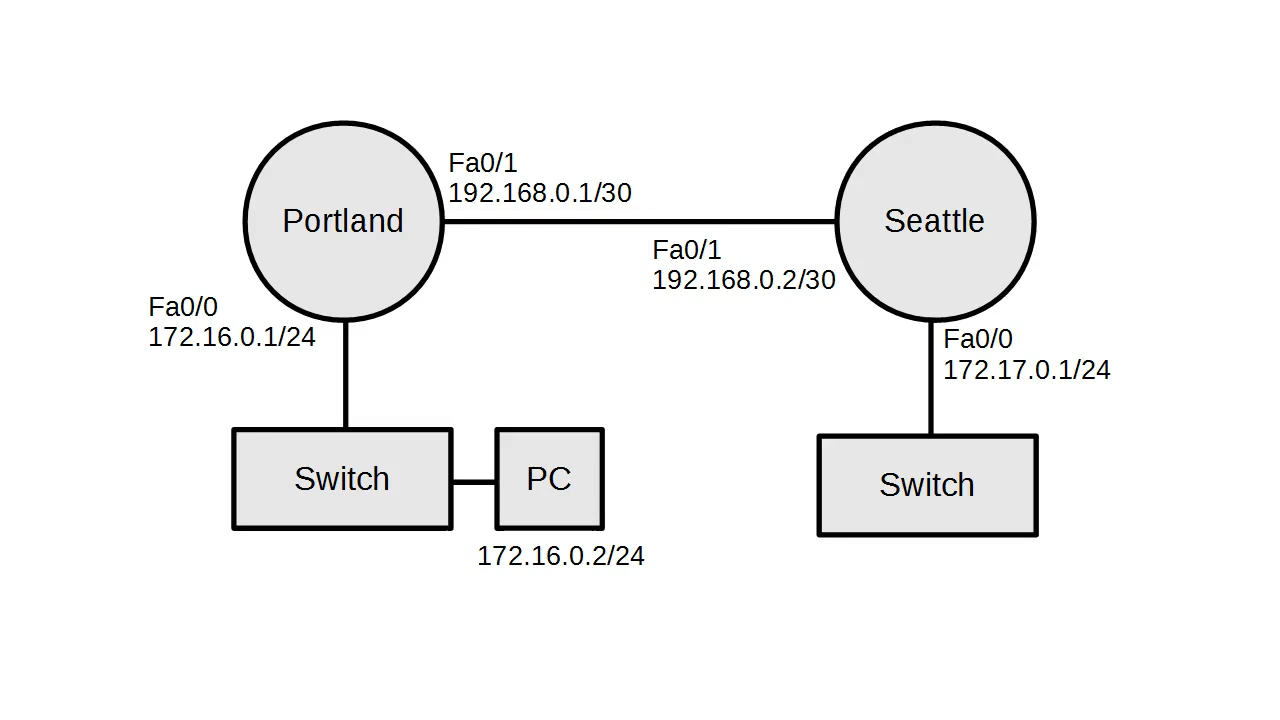 Fa0/1
192.168.0.1/30
Portland
Seattle
Fa0/1
192.168.0.2/30
Fa0/0
172.16.0.1/24
Fa0/0
172.17.0.1/24
Switch
PC
Switch
172.16.0.2/24